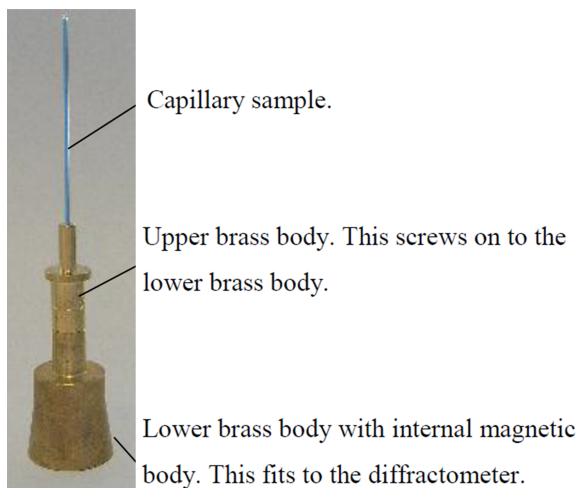 Capillary sample.
Upper brass body. This screws on to the
lower brass body.
Lower brass body with internal magnetic
body. This fits to the diffractometer.